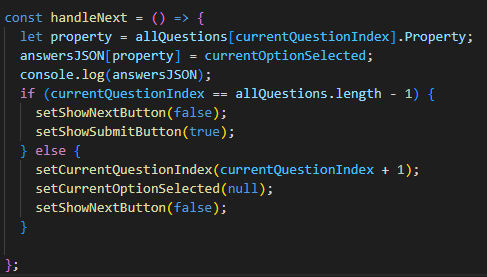 const handleNext = () => {
let property = allQuestions[currentQuestionIndex].Property;
answersJSON[property] = currentOptionSelected;
console.log(answersJSON);
if (currentQuestionIndex == allQuestions.length - 1) {
setShowNextButton(false);
setShowSubmitButton(true);
} else {
setCurrentQuestionIndex(currentQuestionIndex + 1);
setCurrentOptionSelected(null);
setShowNextButton(false);
}
};